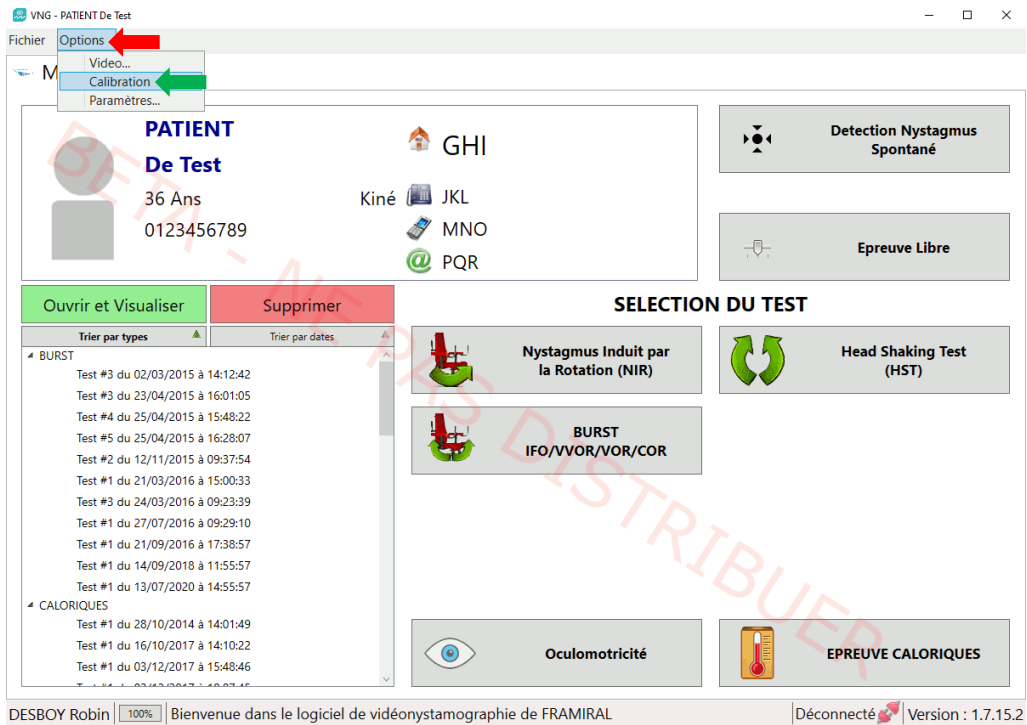 VNG - PATIENT De Test
Fichier Options
Video...
M
Calibration
Paramètres...
PATIENT
De Test
36 Ans
0123456789
GHI
Kiné JKL
MNO
PQR
Detection Nystagmus
Spontané
Epreuve Libre
BETA - NE PAS DISTRIBUER
Ouvrir et Visualiser Supprimer
Trier par types Trier par dates
BURST
Test #3 du 02/03/2015 à 14:12:42
Test #3 du 23/04/2015 à 16:01:05
Test #4 du 25/04/2015 à 15:48:22
Test #5 du 25/04/2015 à 16:28:07
Test #2 du 12/11/2015 à 09:37:54
Test #1 du 21/03/2016 à 15:00:33
Test #3 du 24/03/2016 à 09:23:39
Test #1 du 27/07/2016 à 09:29:10
Test #1 du 21/09/2016 à 17:38:57
Test #1 du 14/09/2018 à 11:55:57
Test #1 du 13/07/2020 à 14:55:57
CALORIQUES
Test #1 du 28/10/2014 à 14:01:49
Test #1 du 16/10/2017 à 14:10:22
Test #1 du 03/12/2017 à 15:48:46
SELECTION DU TEST
Nystagmus Induit par
la Rotation (NIR)
Head Shaking Test
(HST)
BURST
IFO/VVOR/VOR/COR
Oculomotricité
EPREUVE CALORIQUES
DESBOY Robin 100% Bienvenue dans le logiciel de vidéonystamographie de FRAMIRAL Déconnecté Version : 1.7.15.2